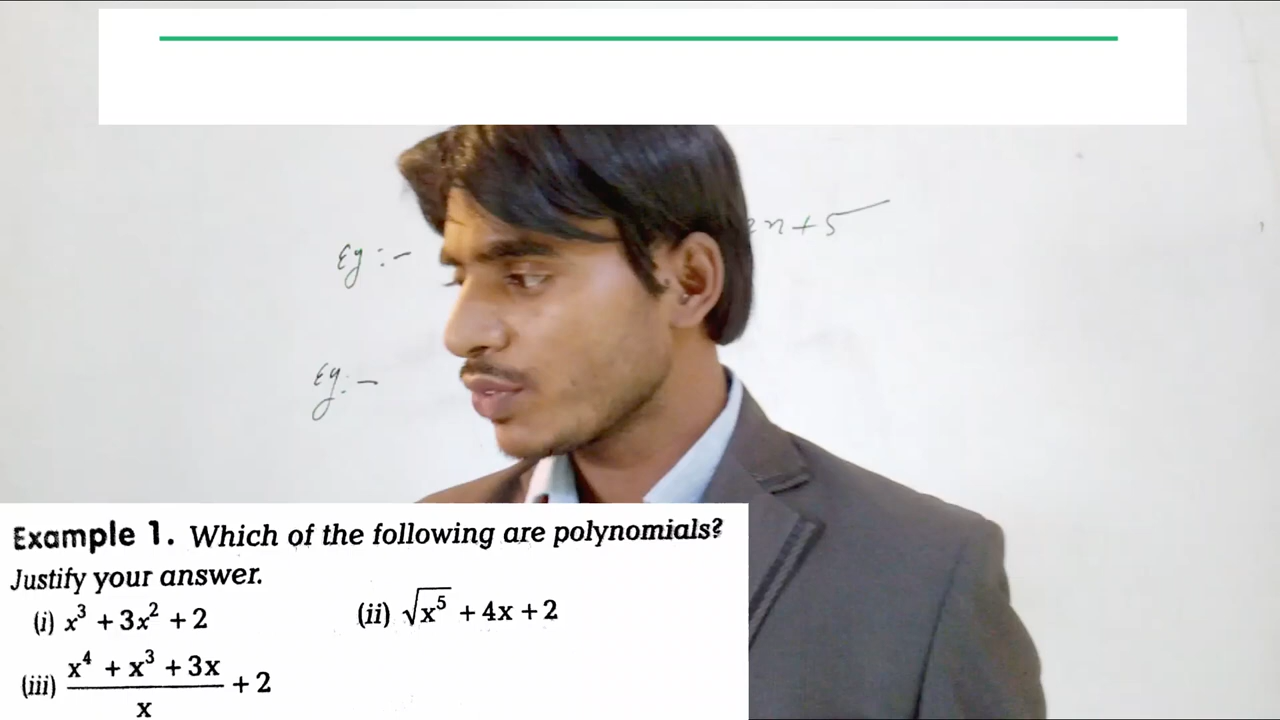 Eg :-
2x+5
Eg :-
Example 1. Which of the following are polynomials?
Justify your answer.
(i) x³ + 3x² + 2 (ii) √x⁵ + 4x + 2
(iii) (x⁴ + x³ + 3x)/x + 2